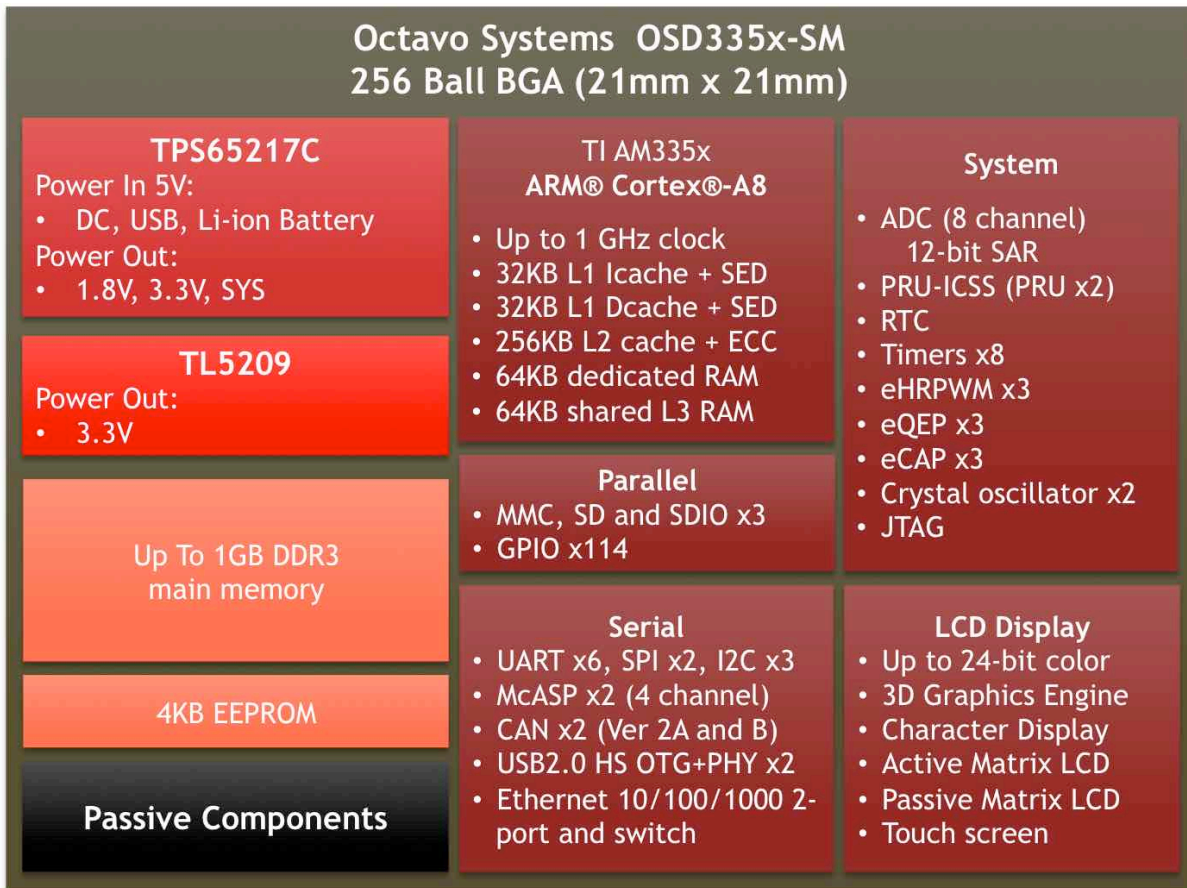 Octavo Systems OSD335x-SM
256 Ball BGA (21mm x 21mm)
TPS65217C
Power In 5V:
• DC, USB, Li-ion Battery
Power Out:
• 1.8V, 3.3V, SYS
TL5209
Power Out:
• 3.3V
Up To 1GB DDR3
main memory
4KB EEPROM
Passive Components
TI AM335x
ARM® Cortex®-A8
• Up to 1 GHz clock
• 32KB L1 Icache + SED
• 32KB L1 Dcache + SED
• 256KB L2 cache + ECC
• 64KB dedicated RAM
• 64KB shared L3 RAM
Parallel
• MMC, SD and SDIO x3
• GPIO x114
Serial
• UART x6, SPI x2, I2C x3
• McASP x2 (4 channel)
• CAN x2 (Ver 2A and B)
• USB2.0 HS OTG+PHY x2
• Ethernet 10/100/1000 2-
port and switch
System
• ADC (8 channel)
12-bit SAR
• PRU-ICSS (PRU x2)
• RTC
• Timers x8
• eHRPWM x3
• eQEP x3
• eCAP x3
• Crystal oscillator x2
• JTAG
LCD Display
• Up to 24-bit color
• 3D Graphics Engine
• Character Display
• Active Matrix LCD
• Passive Matrix LCD
• Touch screen